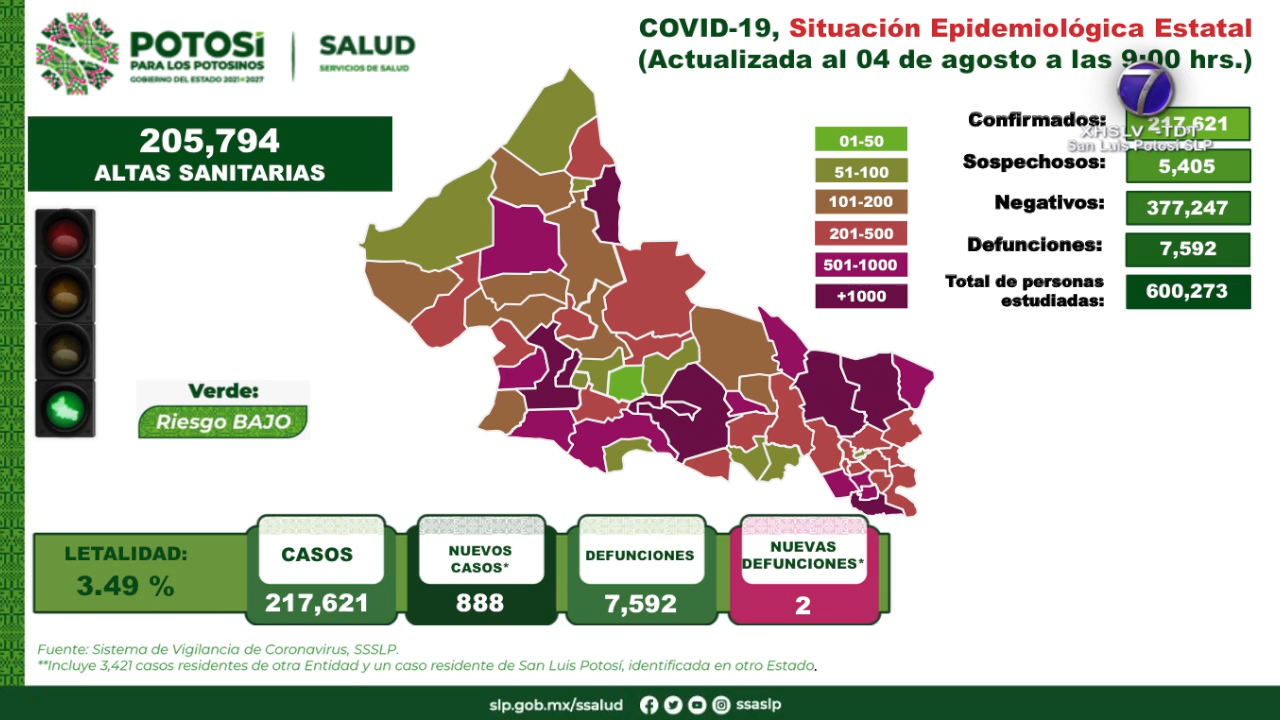 POTOSÍ
PARA LOS POTOSINOS
GOBIERNO DEL ESTADO 2021•2027
SALUD
SERVICIOS DE SALUD
COVID-19, Situación Epidemiológica Estatal
(Actualizada al 04 de agosto a las 9:00 hrs.)
7
XHSLV -TDT
San Luis Potosí SLP
205,794
ALTAS SANITARIAS
Verde:
Riesgo BAJO
01-50
51-100
101-200
201-500
501-1000
+1000
Confirmados: 217,621
Sospechosos: 5,405
Negativos: 377,247
Defunciones: 7,592
Total de personas
estudiadas: 600,273
LETALIDAD:
3.49 %
CASOS
217,621
NUEVOS
CASOS*
888
DEFUNCIONES
7,592
NUEVAS
DEFUNCIONES*
2
Fuente: Sistema de Vigilancia de Coronavirus, SSSLP.
**Incluye 3,421 casos residentes de otra Entidad y un caso residente de San Luis Potosí, identificada en otro Estado.
slp.gob.mx/ssalud ssaslp